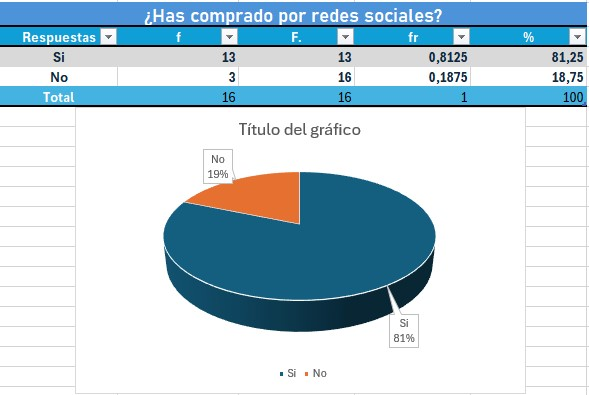 ¿Has comprado por redes sociales?
Respuestas f F. fr %
Si 13 13 0,8125 81,25
No 3 16 0,1875 18,75
Total 16 16 1 100
Título del gráfico
No
19%
Si
81%
Si No